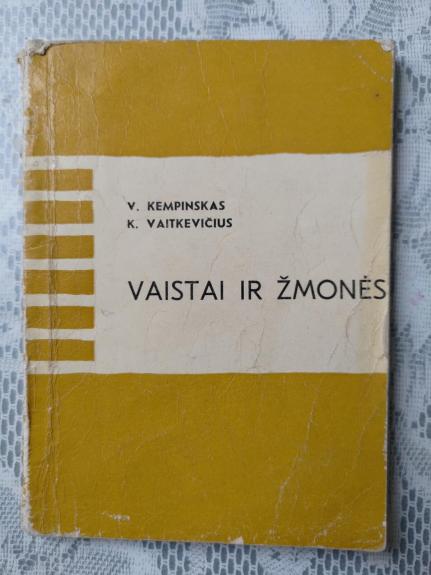 V. KEMPINSKAS
K. VAITKEVIČIUS
VAISTAI IR ŽMONĖS